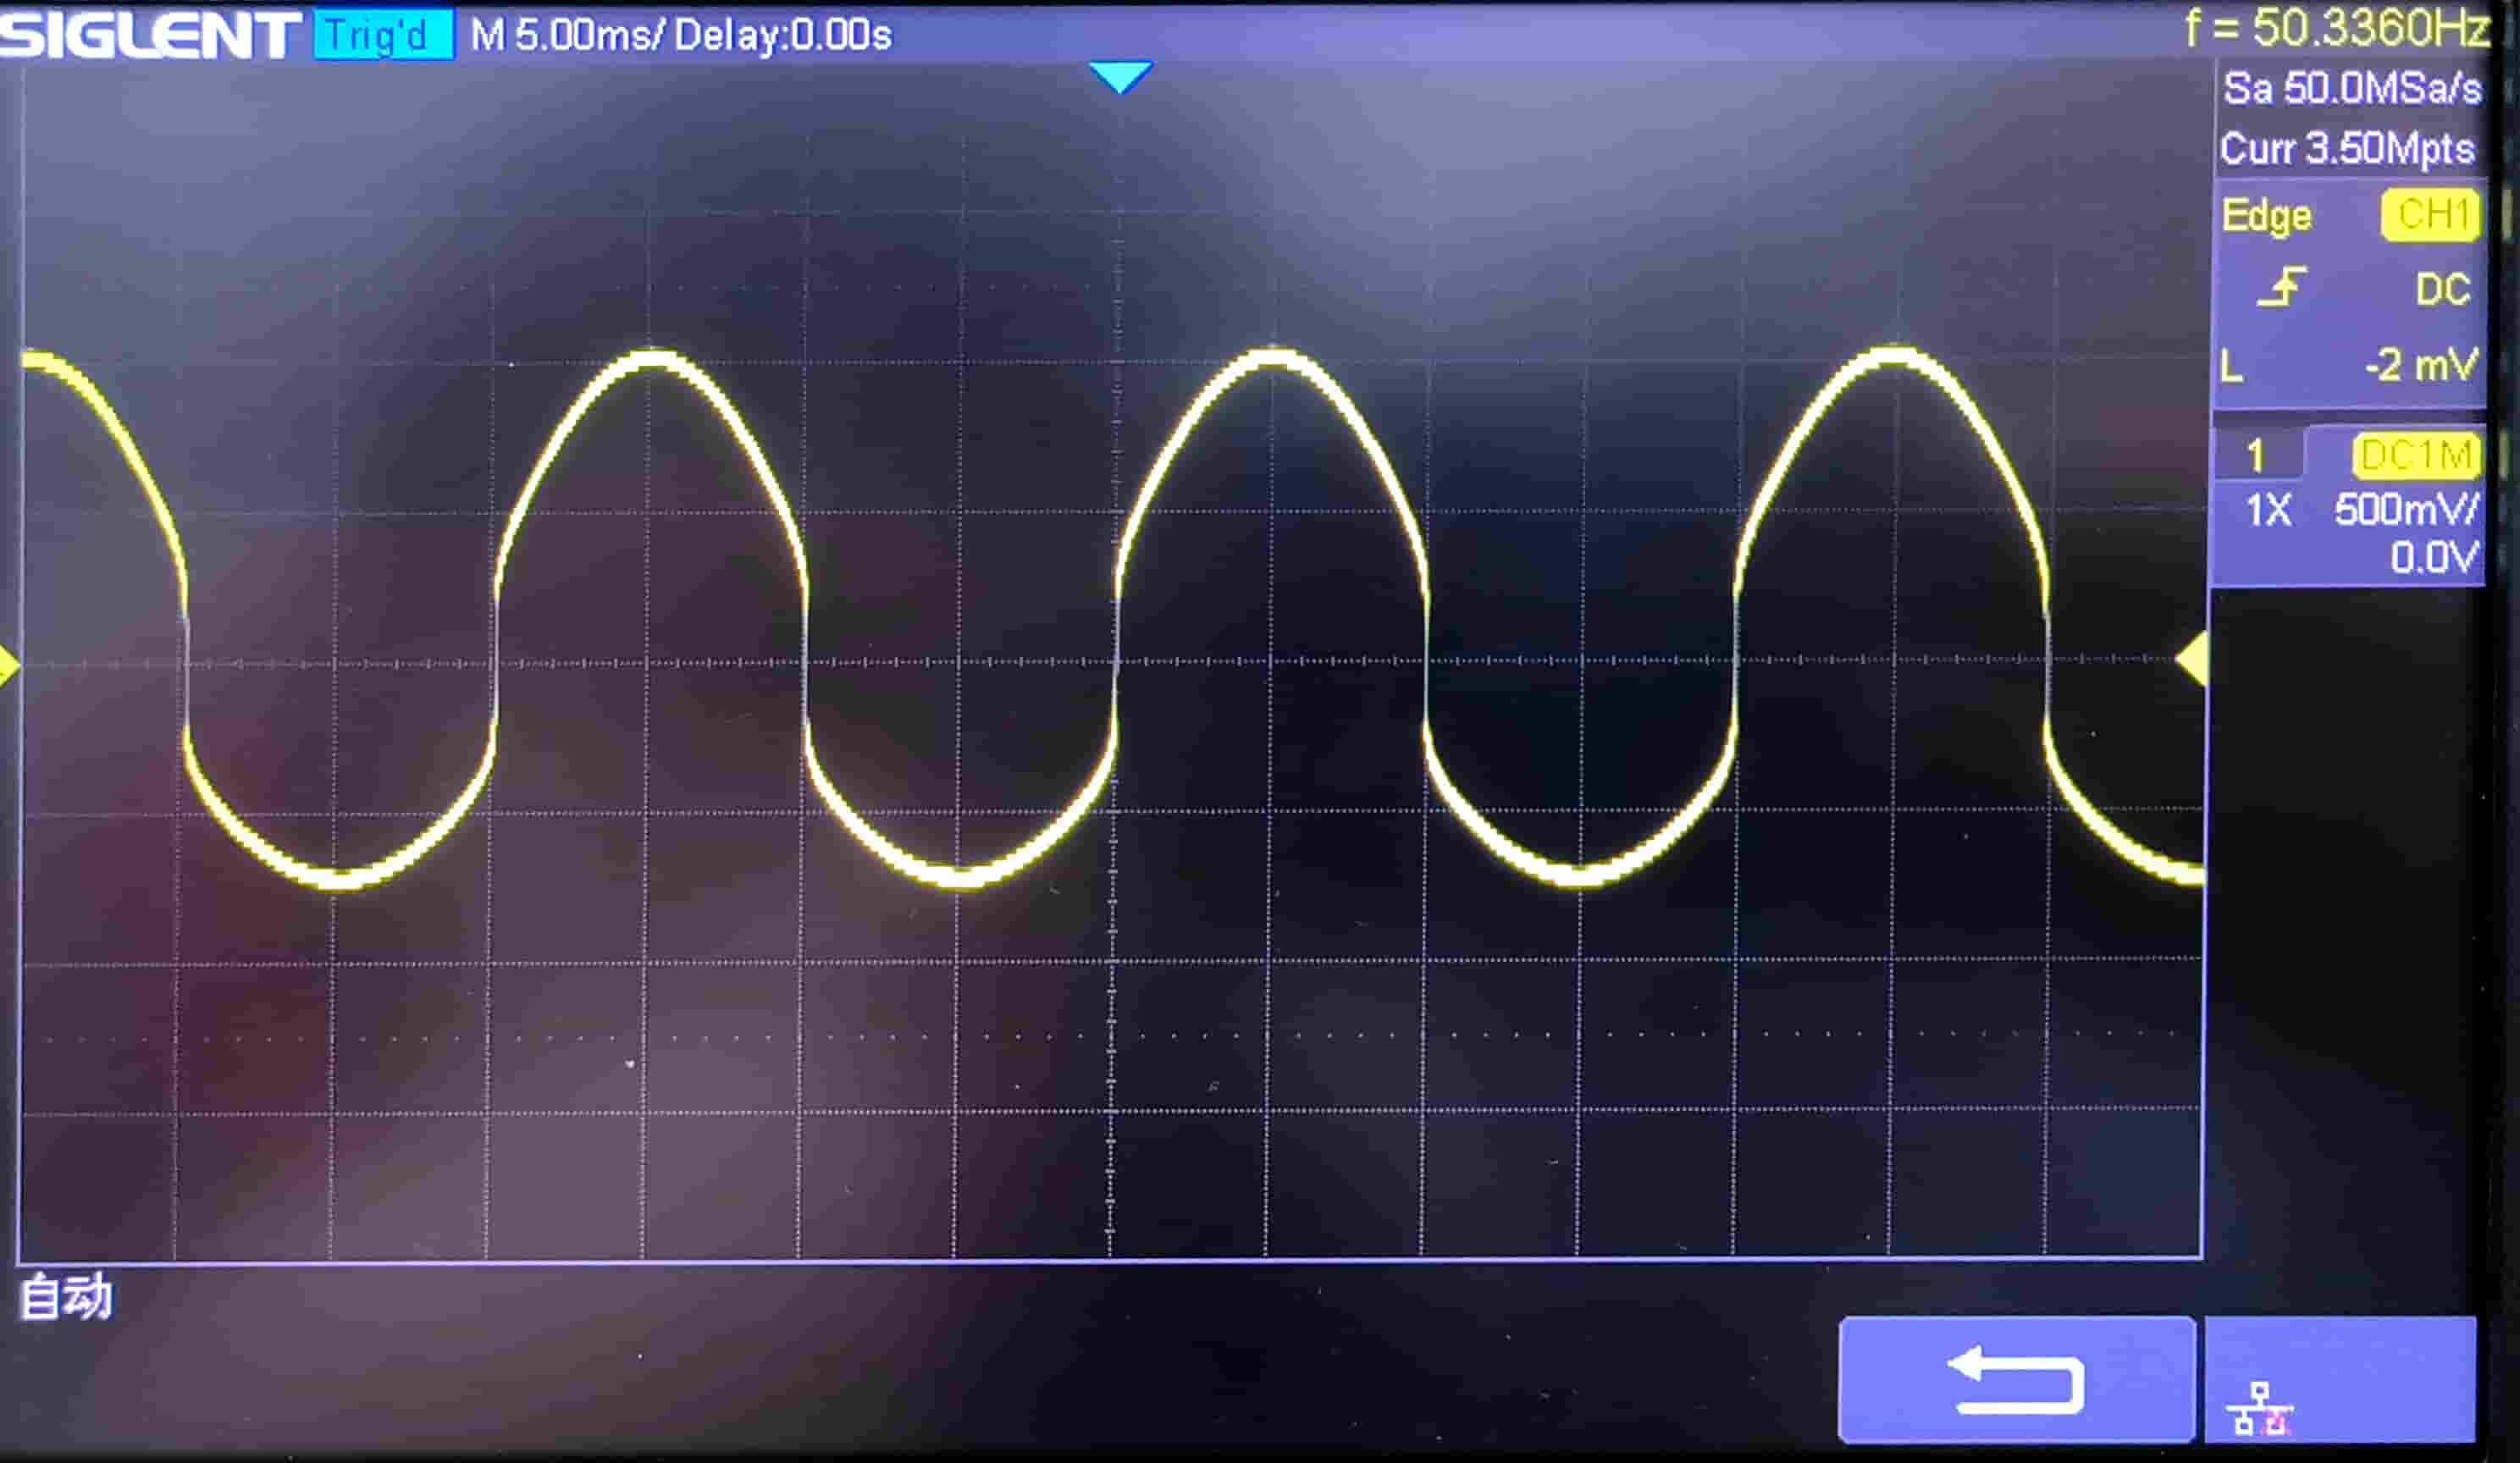 SIGLENT Trig'd M 5.00ms/ Delay:0.00s f = 50.3360Hz
Sa 50.0MSa/s
Curr 3.50Mpts
Edge CH1
DC
L -2 mV
1 DC1M
1X 500mV/
0.0V
自动